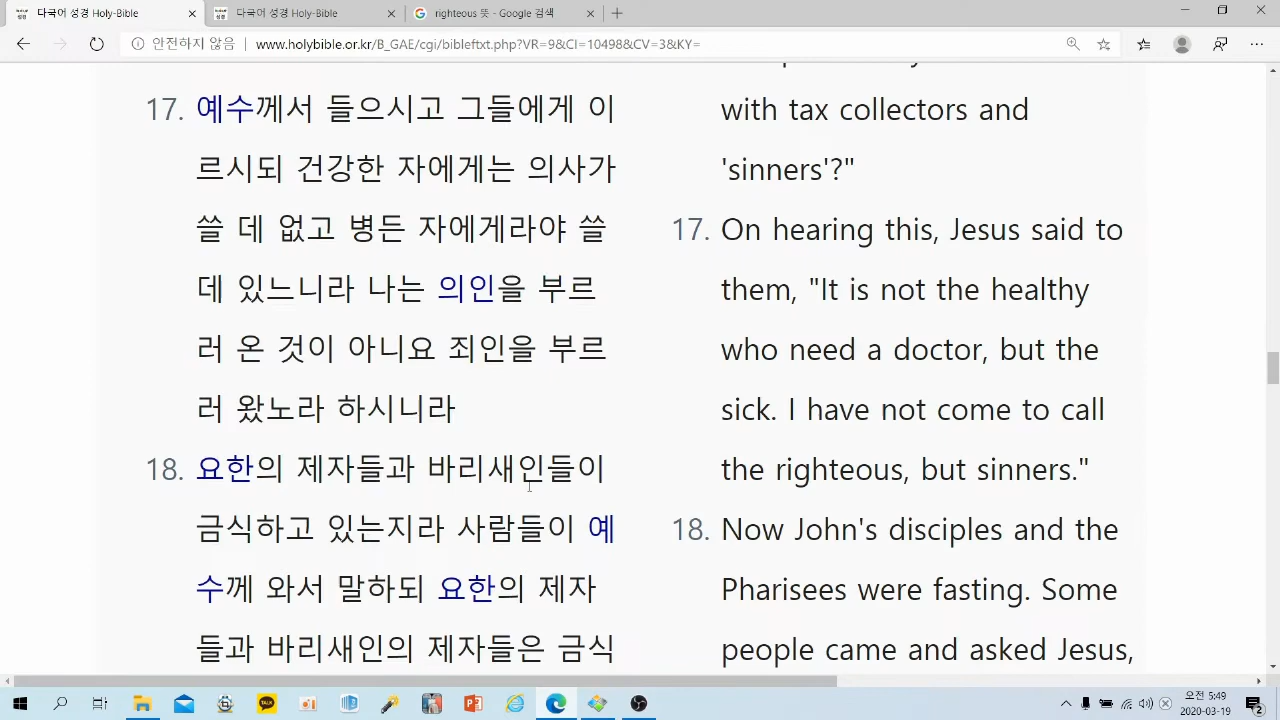 다국어 성경 Holy-Bible
다국어 성경 Holy-Bible
righteous 뜻 - Google 검색
안전하지 않음
www.holybible.or.kr/B_GAE/cgi/bibleftxt.php?VR=9&CI=10498&CV=3&KY=
17. 예수께서 들으시고 그들에게 이
르시되 건강한 자에게는 의사가
쓸 데 없고 병든 자에게라야 쓸
데 있느니라 나는 의인을 부르
러 온 것이 아니요 죄인을 부르
러 왔노라 하시니라
18. 요한의 제자들과 바리새인들이
금식하고 있는지라 사람들이 예
수께 와서 말하되 요한의 제자
들과 바리새인의 제자들은 금식
with tax collectors and
'sinners'?"
17. On hearing this, Jesus said to
them, "It is not the healthy
who need a doctor, but the
sick. I have not come to call
the righteous, but sinners."
18. Now John's disciples and the
Pharisees were fasting. Some
people came and asked Jesus,
TALK
오전 5:49
2020-03-19
2